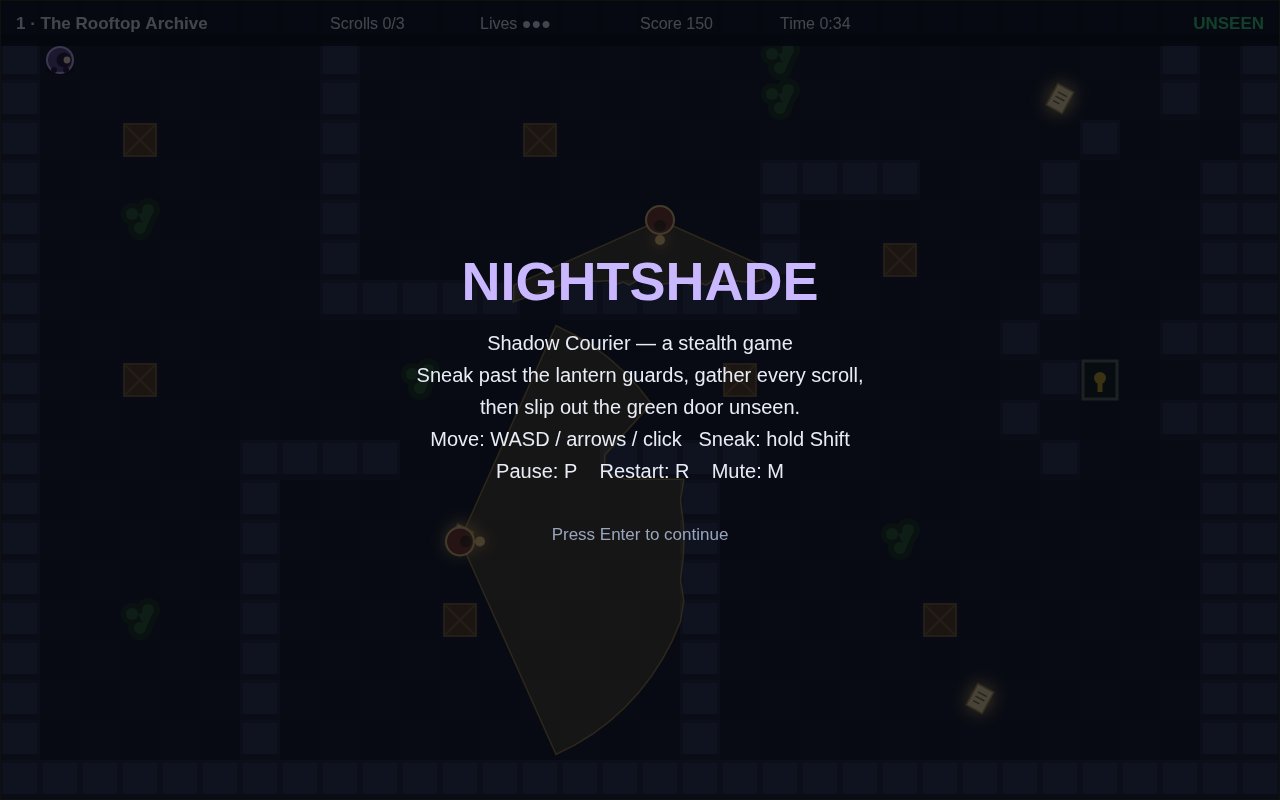 1 · The Rooftop Archive Scrolls 0/3 Lives ●●● Score 150 Time 0:34 UNSEEN
NIGHTSHADE
Shadow Courier — a stealth game
Sneak past the lantern guards, gather every scroll,
then slip out the green door unseen.
Move: WASD / arrows / click Sneak: hold Shift
Pause: P Restart: R Mute: M
Press Enter to continue